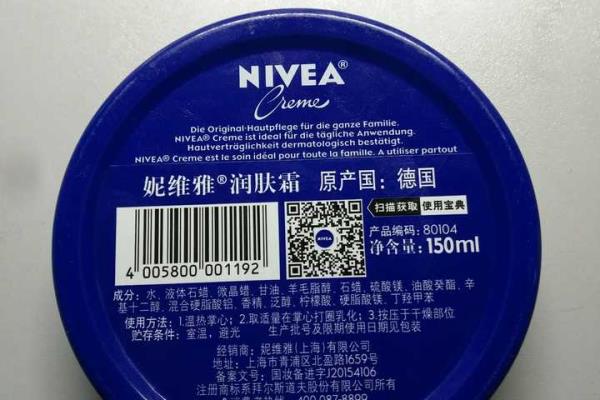 NIVEA®
Creme
Die Original-Hautpflege für die ganze Familie.
NIVEA® Creme ist ideal für die tägliche Anwendung.
Hautverträglichkeit dermatologisch bestätigt.
NIVEA® Creme est le soin idéal pour toute la famille. A utiliser partout
妮维雅®润肤霜 原产国：德国
扫描获取 使用宝典
产品编码：80104
净含量：150ml
NIVEA
4 005800 001192
成分：水、液体石蜡、微晶蜡、甘油、羊毛脂醇、石蜡、硫酸镁、油酸癸酯、辛
基十二醇、混合硬脂酸铝、香精、泛醇、柠檬酸、硬脂酸镁、丁羟甲苯
使用方法：1.温热掌心；2.取适量在掌心打圈乳化；3.按压于干燥部位
贮存条件：室温，避光 生产批号及限期使用日期见包装
经销商：妮维雅(上海)有限公司
地址：上海市青浦区北盈路1659号
备案文号：国妆备进字J20154106
注册商标系拜尔斯道夫股份有限公司
400-087-8899